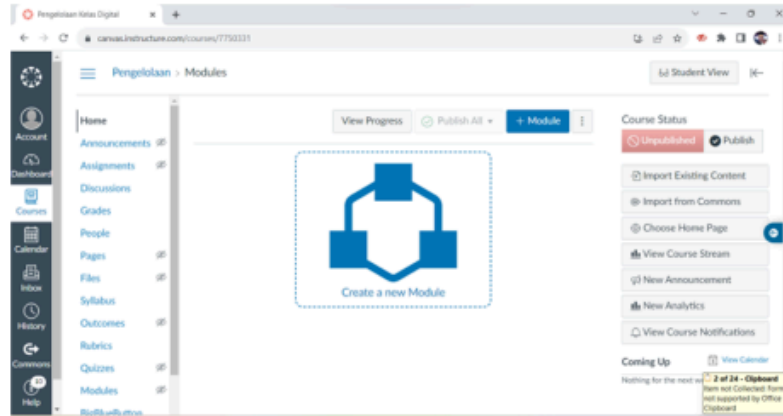 Pengelolaan Kelas Digital
canvas.instructure.com/courses/7750331
Pengelolaan > Modules
Student View
Account
Dashboard
Courses
Calendar
Inbox
History
Commons
10
Help
Home
Announcements
Assignments
Discussions
Grades
People
Pages
Files
Syllabus
Outcomes
Rubrics
Quizzes
Modules
BigBlueButton
View Progress
Publish All
+ Module
Create a new Module
Course Status
Unpublished
Publish
Import Existing Content
Import from Commons
Choose Home Page
View Course Stream
New Announcement
New Analytics
View Course Notifications
Coming Up
View Calendar
Nothing for the next
2 of 24 - Clipboard
Item not Collected: Form
not supported by Office
Clipboard